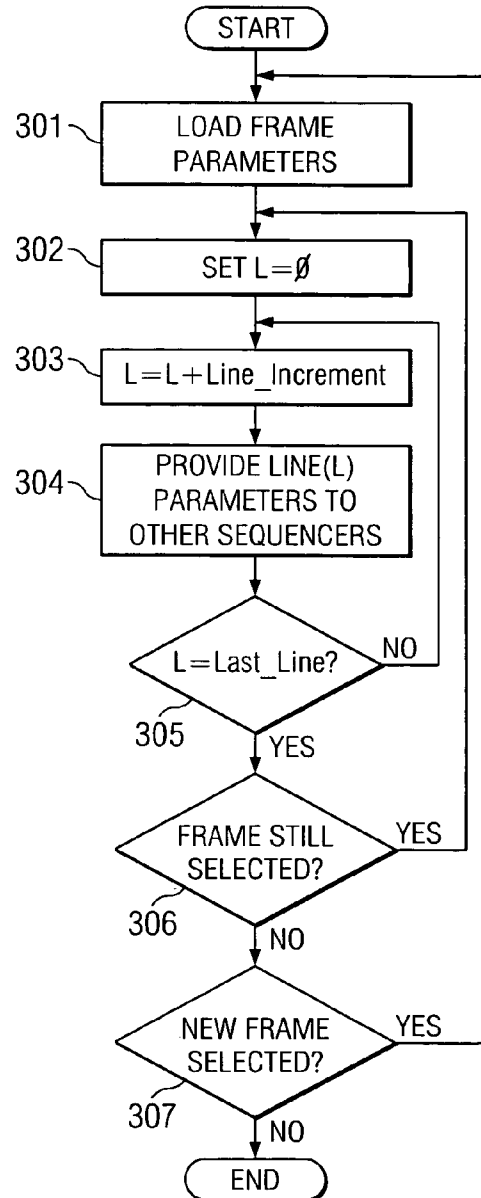 START
301
LOAD FRAME
PARAMETERS
302
SET L=Ø
303
L=L+Line_Increment
304
PROVIDE LINE(L)
PARAMETERS TO
OTHER SEQUENCERS
L=Last_Line?
NO
305
YES
FRAME STILL
SELECTED?
YES
306
NO
NEW FRAME
SELECTED?
YES
307
NO
END